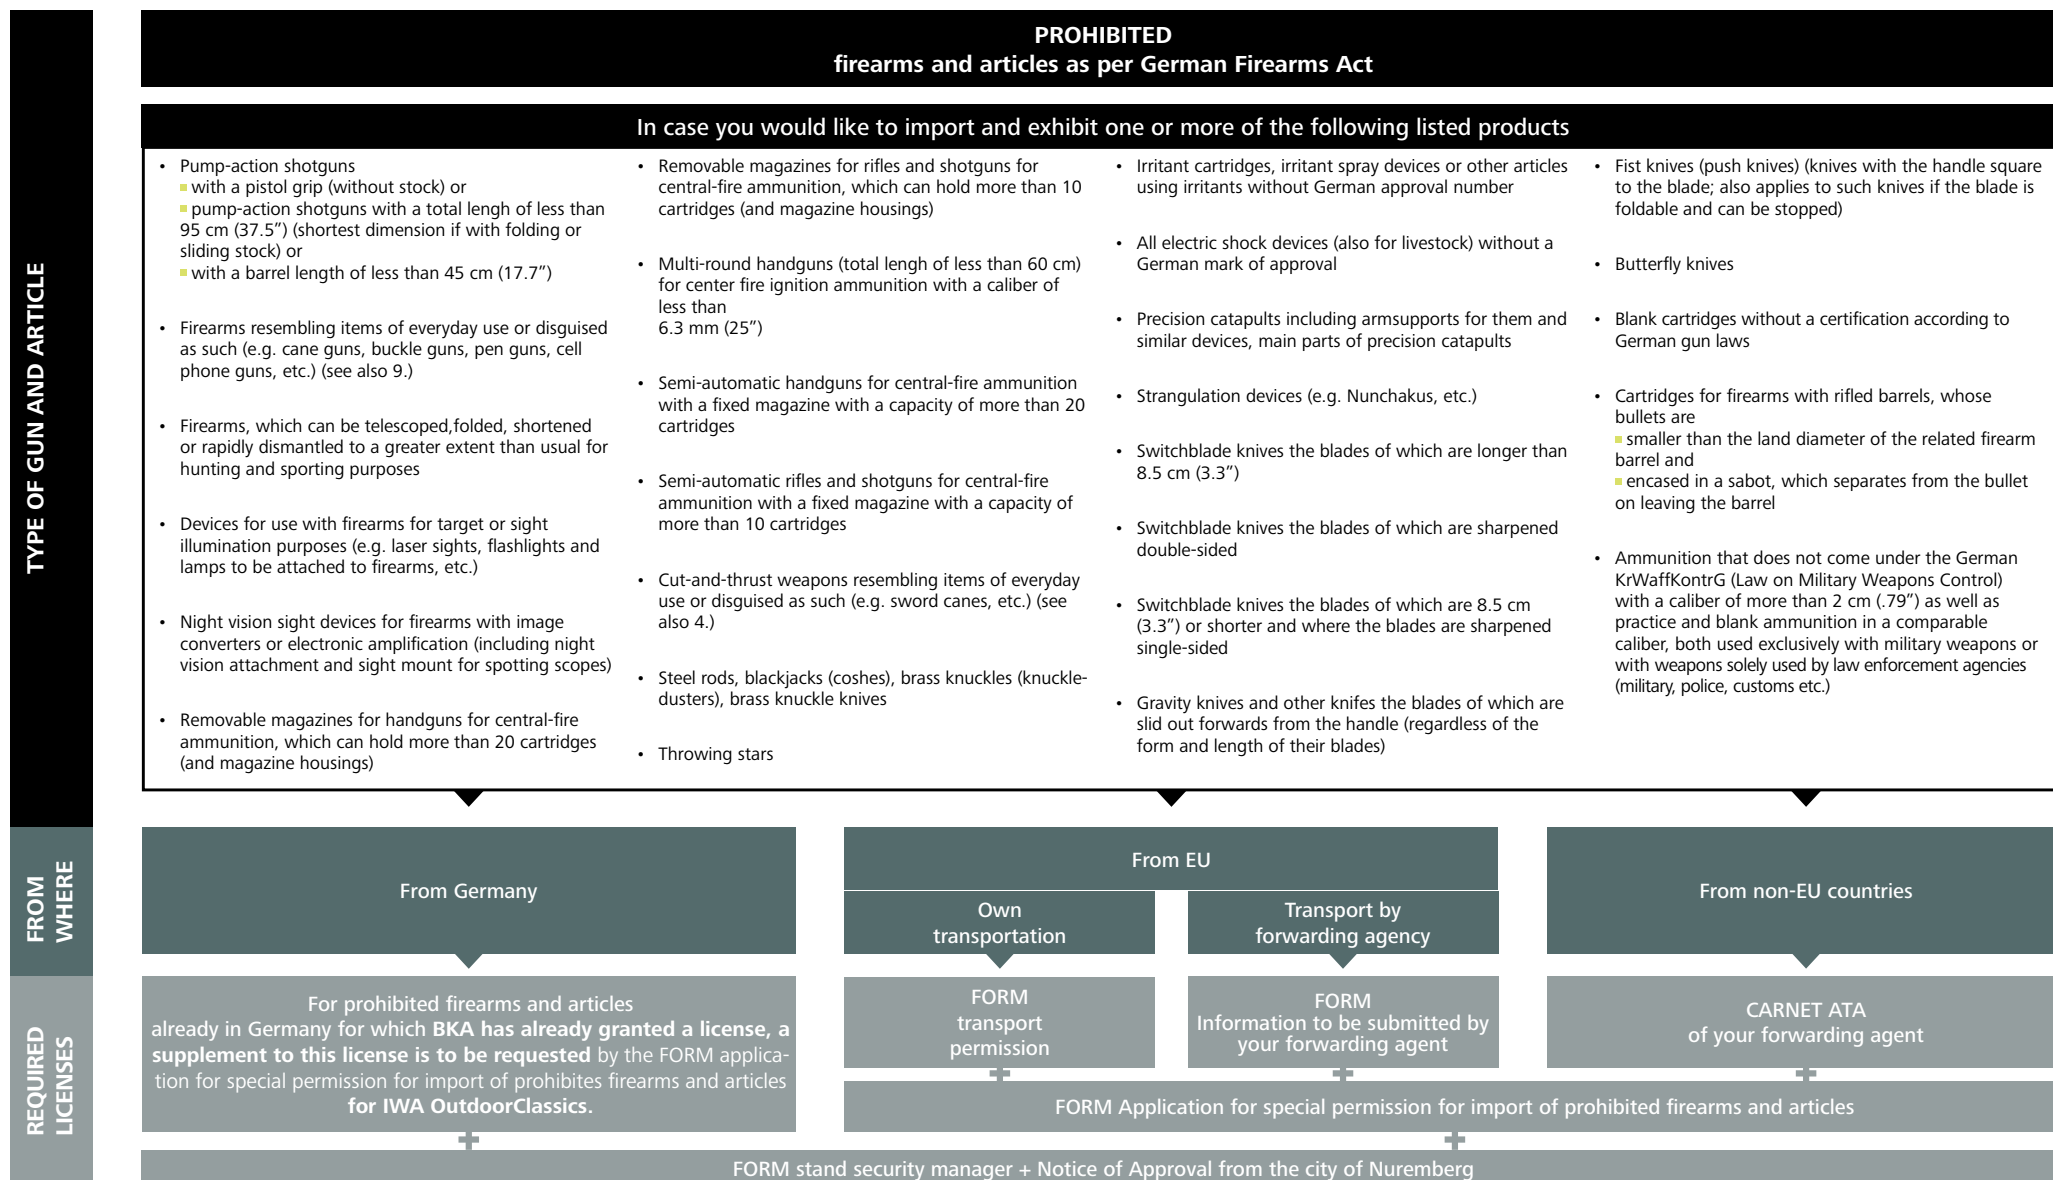 PROHIBITED
firearms and articles as per German Firearms Act
In case you would like to import and exhibit one or more of the following listed products
TYPE OF GUN AND ARTICLE
• Pump-action shotguns
with a pistol grip (without stock) or
pump-action shotguns with a total lengh of less than
95 cm (37.5”) (shortest dimension if with folding or
sliding stock) or
with a barrel length of less than 45 cm (17.7”)
• Firearms resembling items of everyday use or disguised
as such (e.g. cane guns, buckle guns, pen guns, cell
phone guns, etc.) (see also 9.)
• Firearms, which can be telescoped,folded, shortened
or rapidly dismantled to a greater extent than usual for
hunting and sporting purposes
• Devices for use with firearms for target or sight
illumination purposes (e.g. laser sights, flashlights and
lamps to be attached to firearms, etc.)
• Night vision sight devices for firearms with image
converters or electronic amplification (including night
vision attachment and sight mount for spotting scopes)
• Removable magazines for handguns for central-fire
ammunition, which can hold more than 20 cartridges
(and magazine housings)
• Removable magazines for rifles and shotguns for
central-fire ammunition, which can hold more than 10
cartridges (and magazine housings)
• Multi-round handguns (total lengh of less than 60 cm)
for center fire ignition ammunition with a caliber of
less than
6.3 mm (25”)
• Semi-automatic handguns for central-fire ammunition
with a fixed magazine with a capacity of more than 20
cartridges
• Semi-automatic rifles and shotguns for central-fire
ammunition with a fixed magazine with a capacity of
more than 10 cartridges
• Cut-and-thrust weapons resembling items of everyday
use or disguised as such (e.g. sword canes, etc.) (see
also 4.)
• Steel rods, blackjacks (coshes), brass knuckles (knuckle-
dusters), brass knuckle knives
• Throwing stars
• Irritant cartridges, irritant spray devices or other articles
using irritants without German approval number
• All electric shock devices (also for livestock) without a
German mark of approval
• Precision catapults including armsupports for them and
similar devices, main parts of precision catapults
• Strangulation devices (e.g. Nunchakus, etc.)
• Switchblade knives the blades of which are longer than
8.5 cm (3.3”)
• Switchblade knives the blades of which are sharpened
double-sided
• Switchblade knives the blades of which are 8.5 cm
(3.3”) or shorter and where the blades are sharpened
single-sided
• Gravity knives and other knifes the blades of which are
slid out forwards from the handle (regardless of the
form and length of their blades)
• Fist knives (push knives) (knives with the handle square
to the blade; also applies to such knives if the blade is
foldable and can be stopped)
• Butterfly knives
• Blank cartridges without a certification according to
German gun laws
• Cartridges for firearms with rifled barrels, whose
bullets are
smaller than the land diameter of the related firearm
barrel and
encased in a sabot, which separates from the bullet
on leaving the barrel
• Ammunition that does not come under the German
KrWaffKontrG (Law on Military Weapons Control)
with a caliber of more than 2 cm (.79”) as well as
practice and blank ammunition in a comparable
caliber, both used exclusively with military weapons or
with weapons solely used by law enforcement agencies
(military, police, customs etc.)
FROM
WHERE
From Germany
From EU
Own
transportation
Transport by
forwarding agency
From non-EU countries
REQUIRED
LICENSES
For prohibited firearms and articles
already in Germany for which BKA has already granted a license, a
supplement to this license is to be requested by the FORM applica-
tion for special permission for import of prohibites firearms and articles
for IWA OutdoorClassics.
FORM
transport
permission
FORM
Information to be submitted by
your forwarding agent
CARNET ATA
of your forwarding agent
FORM Application for special permission for import of prohibited firearms and articles
FORM stand security manager + Notice of Approval from the city of Nuremberg